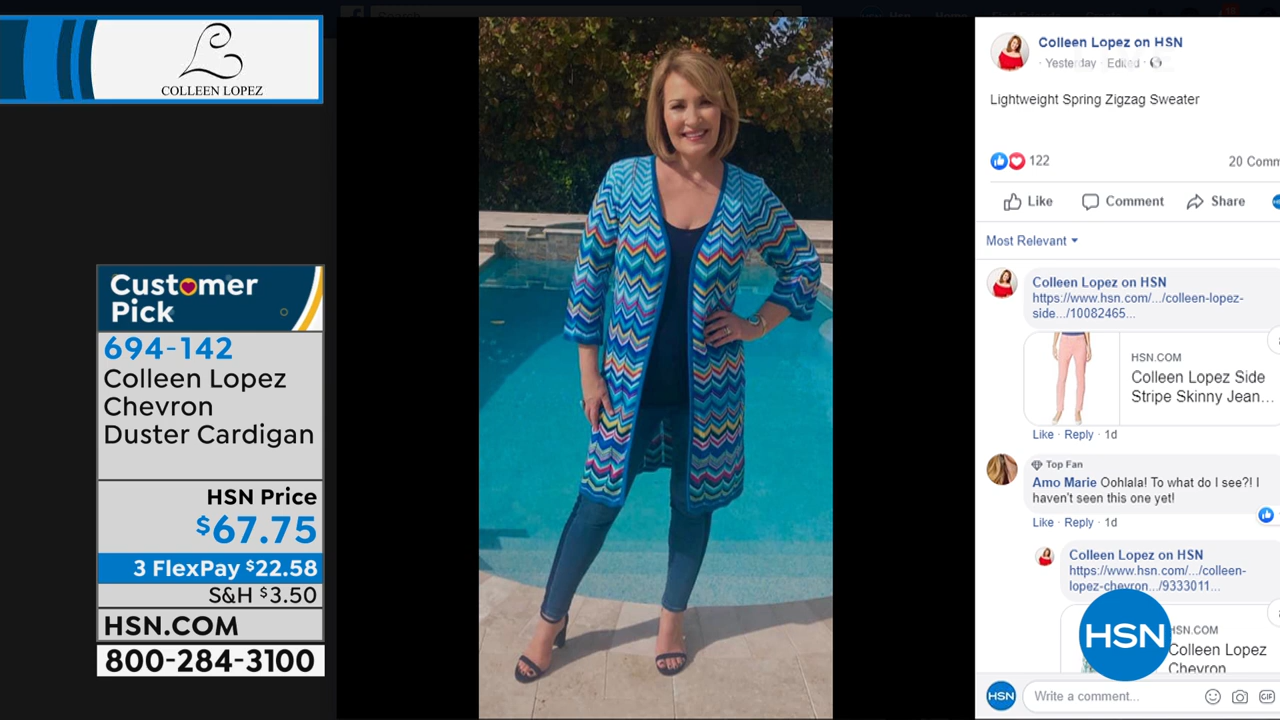 COLLEEN LOPEZ
Customer
Pick
694-142
Colleen Lopez
Chevron
Duster Cardigan
HSN Price
$67.75
3 FlexPay $22.58
S&H $3.50
HSN.COM
800-284-3100
Colleen Lopez on HSN
· Yesterday · Edited ·
Lightweight Spring Zigzag Sweater
122
20 Comm
Like
Comment
Share
Most Relevant
Colleen Lopez on HSN
https://www.hsn.com/.../colleen-lopez-
side.../10082465...
HSN.COM
Colleen Lopez Side
Stripe Skinny Jean...
Like · Reply · 1d
Top Fan
Amo Marie Oohlala! To what do I see?! I
haven't seen this one yet!
Like · Reply · 1d
Colleen Lopez on HSN
https://www.hsn.com/.../colleen-
lopez-chevron.../9333011...
HSN
HSN.COM
Colleen Lopez
Chevron
HSN
Write a comment...
GIF